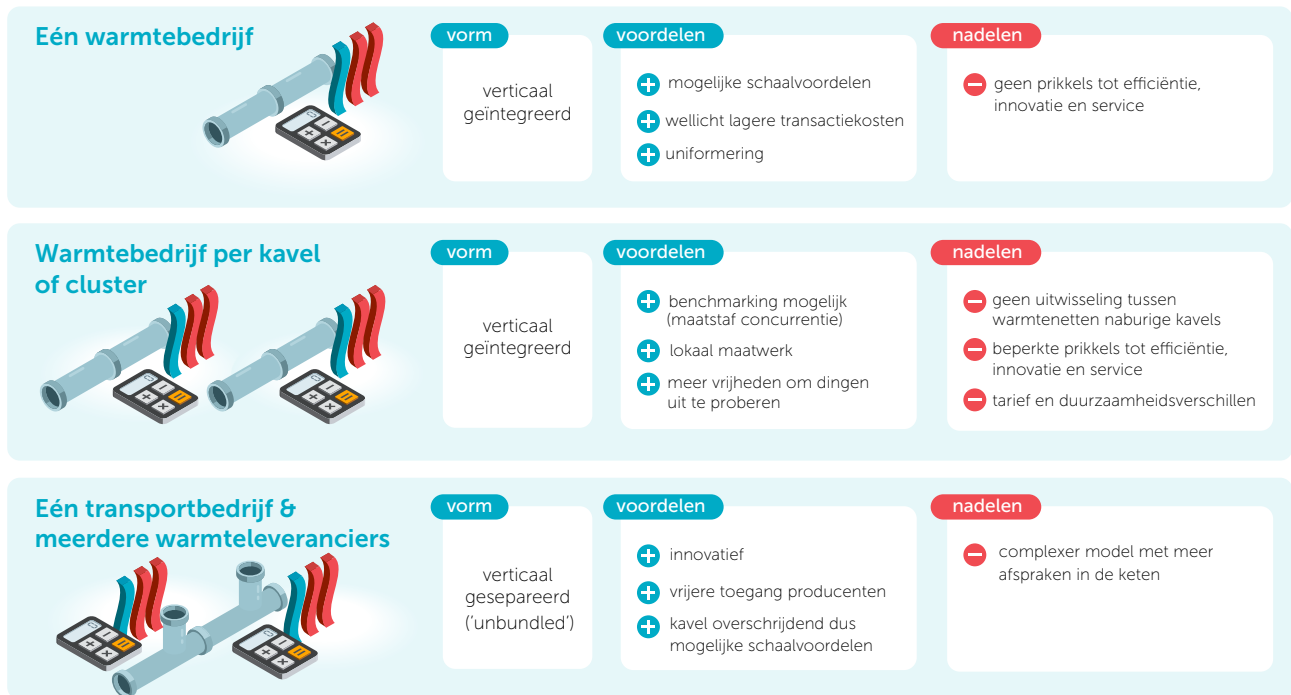 Eén warmtebedrijf
vorm
verticaal
geïntegreerd
voordelen
mogelijke schaalvoordelen
wellicht lagere transactiekosten
uniformering
nadelen
geen prikkels tot efficiëntie,
innovatie en service
Warmtebedrijf per kavel
of cluster
vorm
verticaal
geïntegreerd
voordelen
benchmarking mogelijk
(maatstaf concurrentie)
lokaal maatwerk
meer vrijheden om dingen
uit te proberen
nadelen
geen uitwisseling tussen
warmtenetten naburige kavels
beperkte prikkels tot efficiëntie,
innovatie en service
tarief en duurzaamheidsverschillen
Eén transportbedrijf &
meerdere warmteleveranciers
vorm
verticaal
gesepareerd
('unbundled')
voordelen
innovatief
vrijere toegang producenten
kavel overschrijdend dus
mogelijke schaalvoordelen
nadelen
complexer model met meer
afspraken in de keten